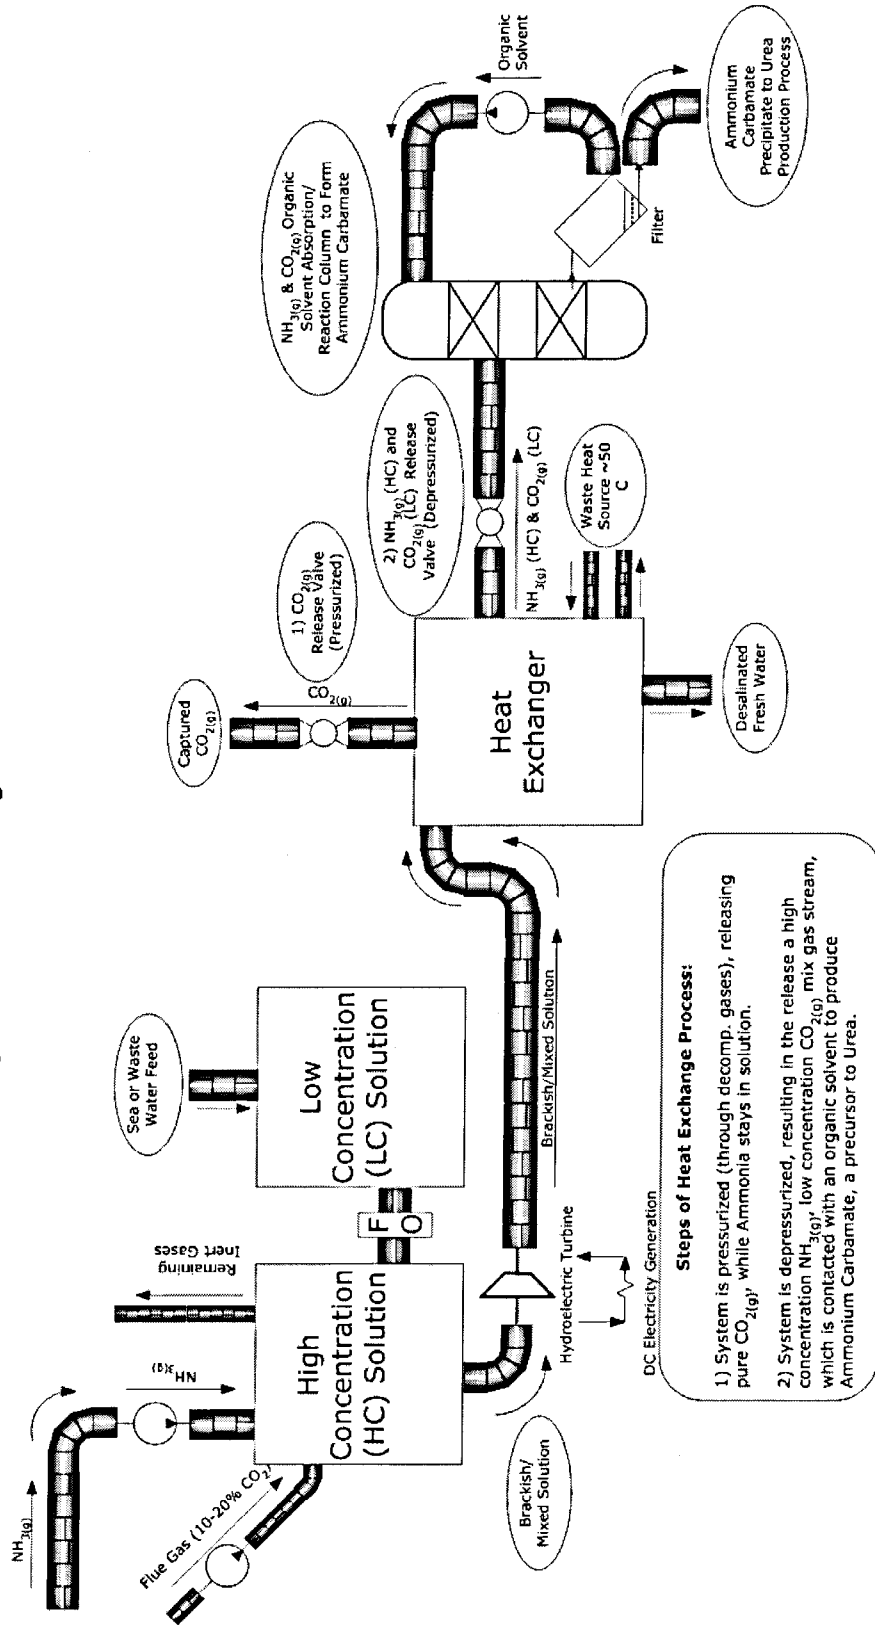 NH3(g)
NH3(g)
Flue Gas (10-20% CO2)
Remaining
Inert Gases
High
Concentration
(HC) Solution
F
O
Sea or Waste
Water Feed
Low
Concentration
(LC) Solution
Brackish/
Mixed Solution
Hydroelectric Turbine
DC Electricity Generation
Brackish/Mixed Solution
Captured
CO2(g)
CO2(g)
1) CO2(g)
Release Valve
(Pressurized)
Heat
Exchanger
Desalinated
Fresh Water
Waste Heat
Source ~50
C
2) NH3(g) (HC) and
CO2(g) (LC) Release
Valve (Depressurized)
NH3(g) (HC) & CO2(g) (LC)
NH3(g) & CO2(g) Organic
Solvent Absorption/
Reaction Column to Form
Ammonium Carbamate
Organic
Solvent
Filter
Ammonium
Carbamate
Precipitate to Urea
Production Process
Steps of Heat Exchange Process:
1) System is pressurized (through decomp. gases), releasing
pure CO2(g), while Ammonia stays in solution.
2) System is depressurized, resulting in the release a high
concentration NH3(g), low concentration CO2(g) mix gas stream,
which is contacted with an organic solvent to produce
Ammonium Carbamate, a precursor to Urea.